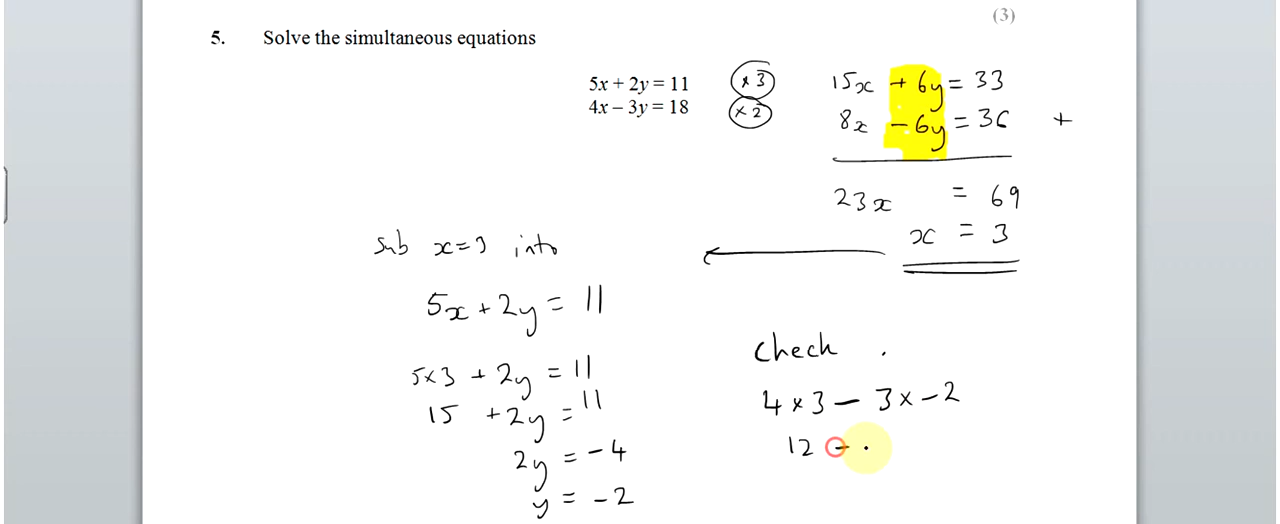 (3)
5. Solve the simultaneous equations
5x + 2y = 11 × 3
4x – 3y = 18 × 2
15x + 6y = 33
8x - 6y = 36 +
23x = 69
x = 3
sub x=3 into
5x + 2y = 11
5×3 + 2y = 11
15 + 2y = 11
2y = -4
y = -2
Check .
4 × 3 - 3 × -2
12 - .